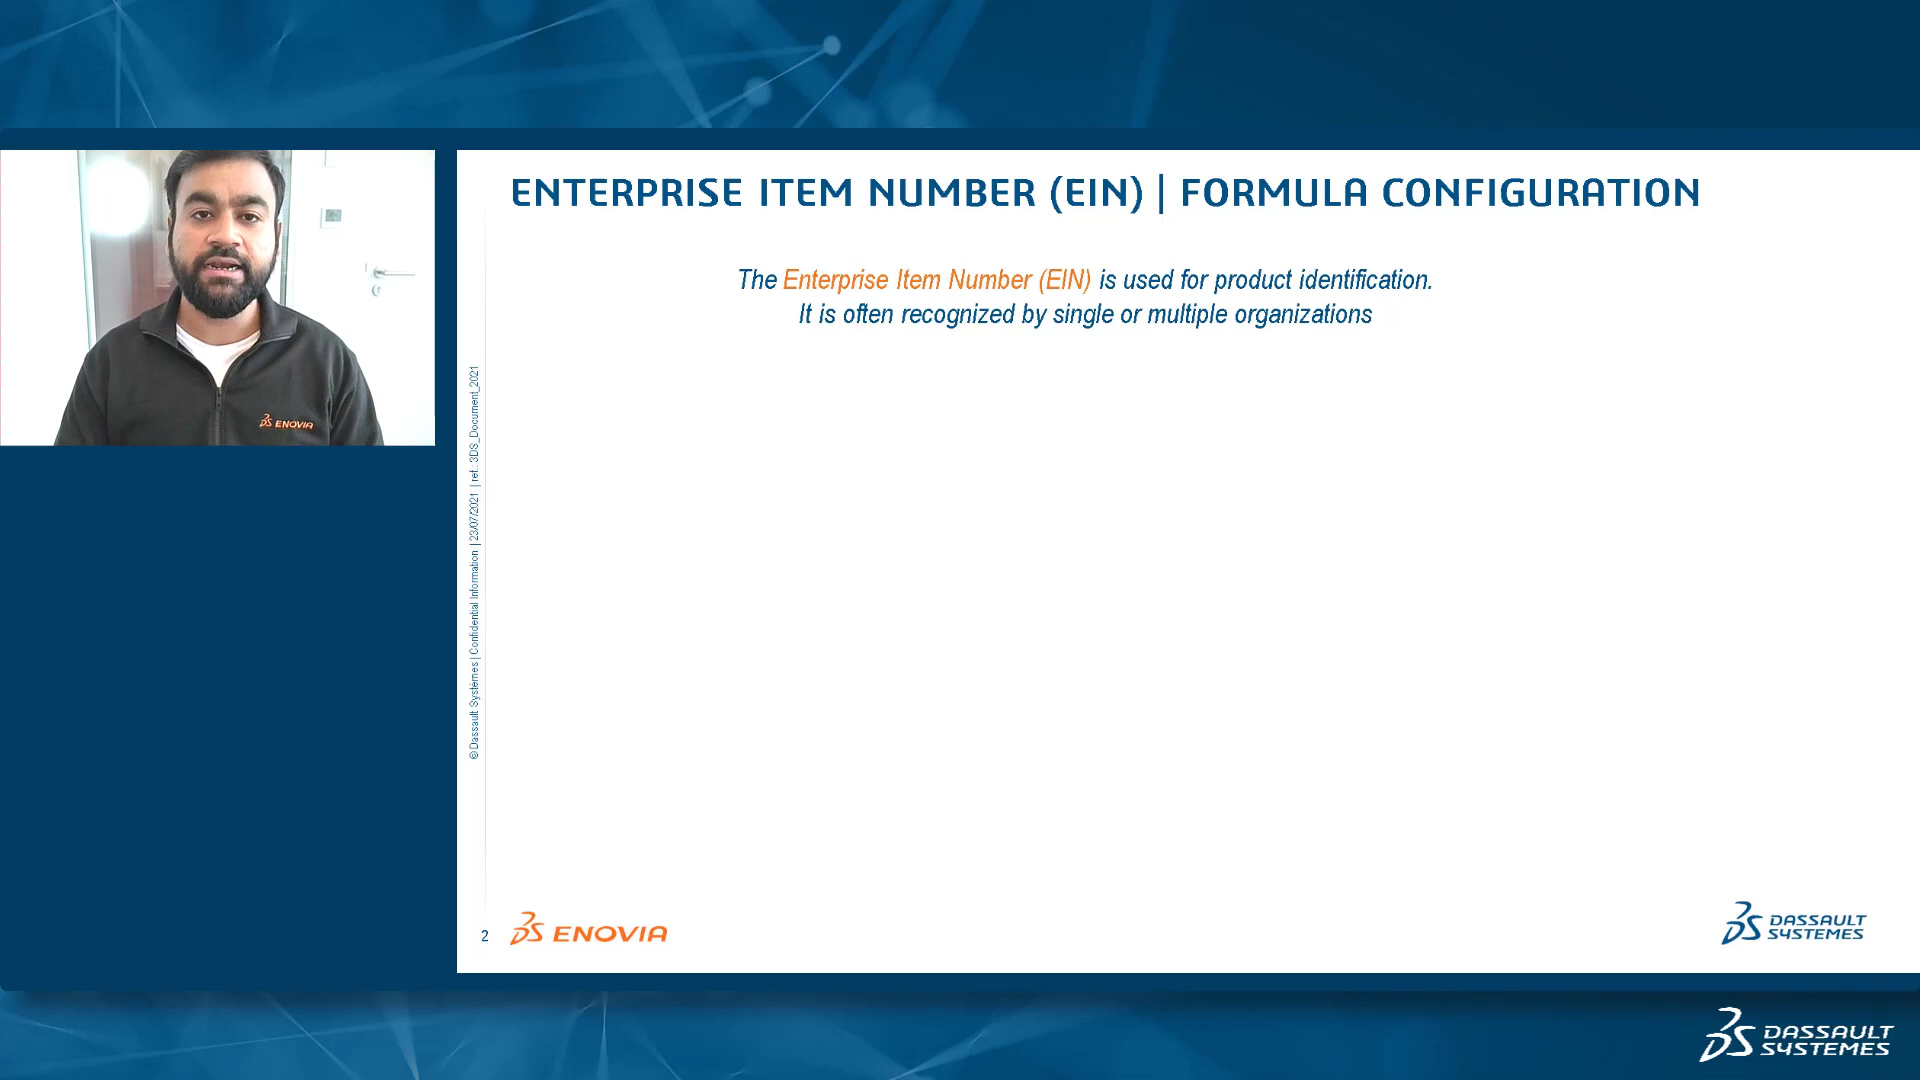 ENTERPRISE ITEM NUMBER (EIN) | FORMULA CONFIGURATION
The Enterprise Item Number (EIN) is used for product identification.
It is often recognized by single or multiple organizations
© Dassault Systèmes | Confidential Information | 23/07/2021 | ref.: 3DS_Document_2021
ENOVIA
2
ENOVIA
DASSAULT
SYSTEMES
DASSAULT
SYSTEMES